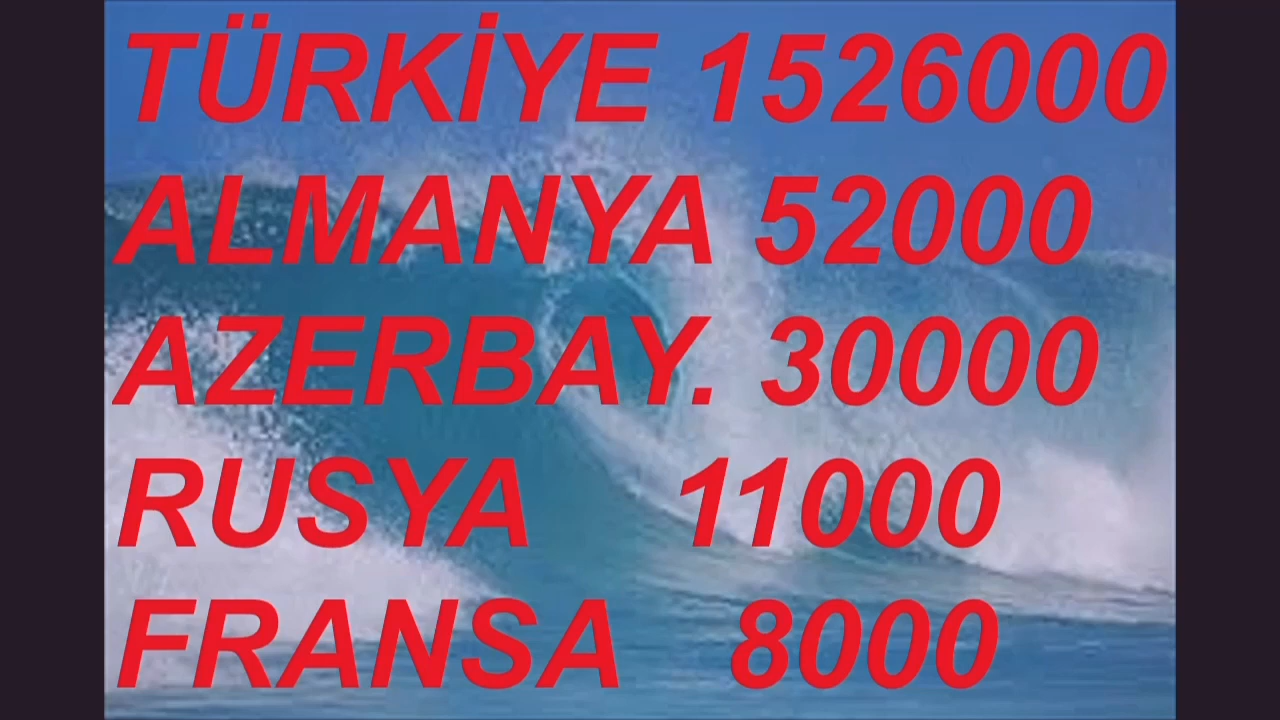 TÜRKİYE 1526000
ALMANYA 52000
AZERBAY. 30000
RUSYA 11000
FRANSA 8000